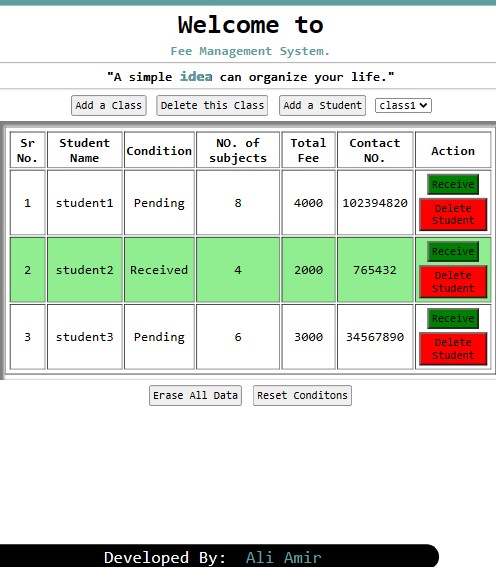 Welcome to
Fee Management System.
"A simple idea can organize your life."
Add a Class Delete this Class Add a Student class1
Sr No. Student Name Condition NO. of subjects Total Fee Contact NO. Action
1 student1 Pending 8 4000 102394820 Receive Delete Student
2 student2 Received 4 2000 765432 Receive Delete Student
3 student3 Pending 6 3000 34567890 Receive Delete Student
Erase All Data Reset Conditons
Developed By: Ali Amir